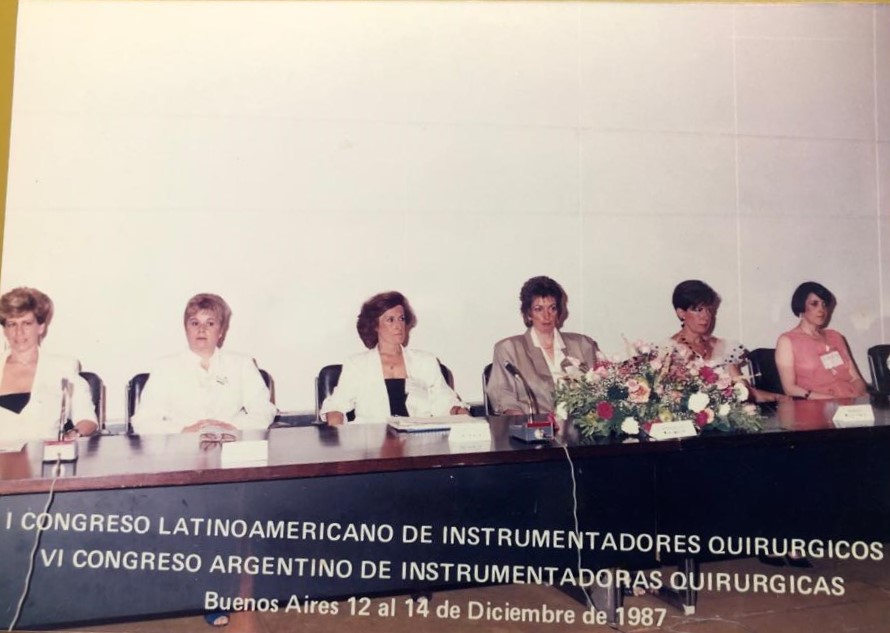 I CONGRESO LATINOAMERICANO DE INSTRUMENTADORES QUIRURGICOS
VI CONGRESO ARGENTINO DE INSTRUMENTADORAS QUIRURGICAS
Buenos Aires 12 al 14 de Diciembre de 1987